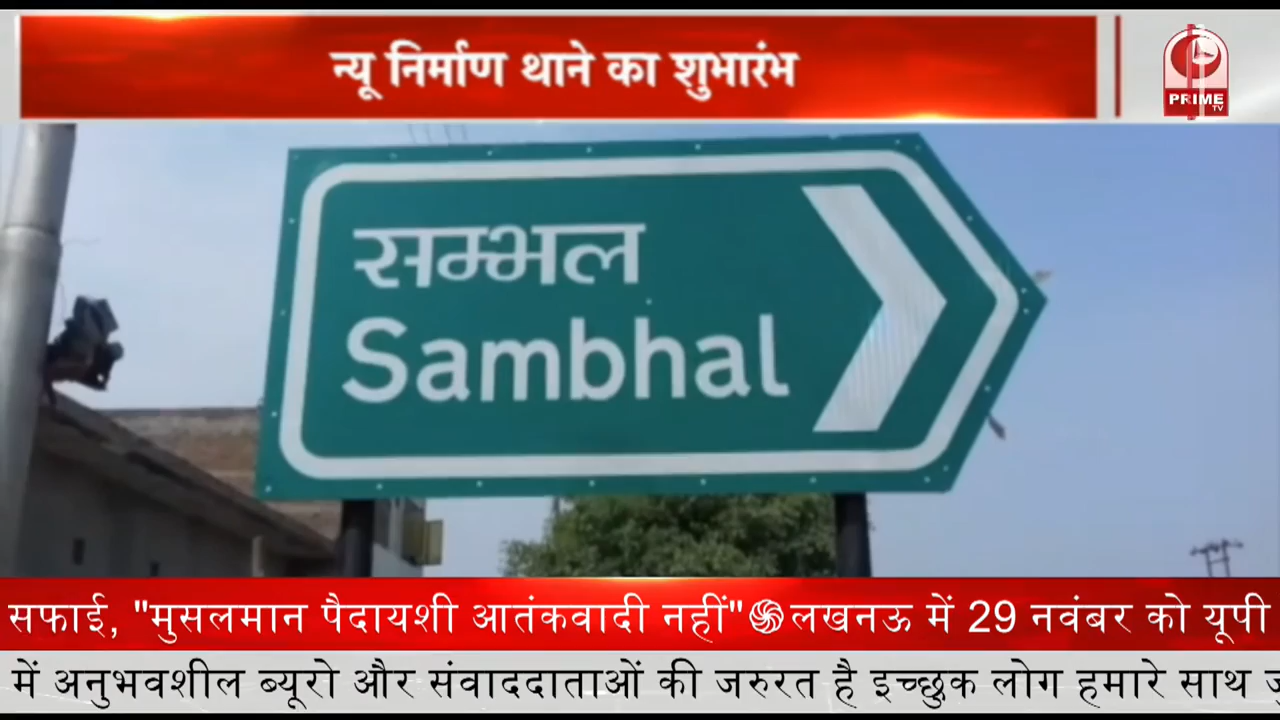 न्यू निर्माण थाने का शुभारंभ
PRIME
TV
सम्भल
Sambhal
सफाई, "मुसलमान पैदायशी आतंकवादी नहीं" लखनऊ में 29 नवंबर को यूपी
में अनुभवशील ब्यूरो और संवाददाताओं की जरुरत है इच्छुक लोग हमारे साथ